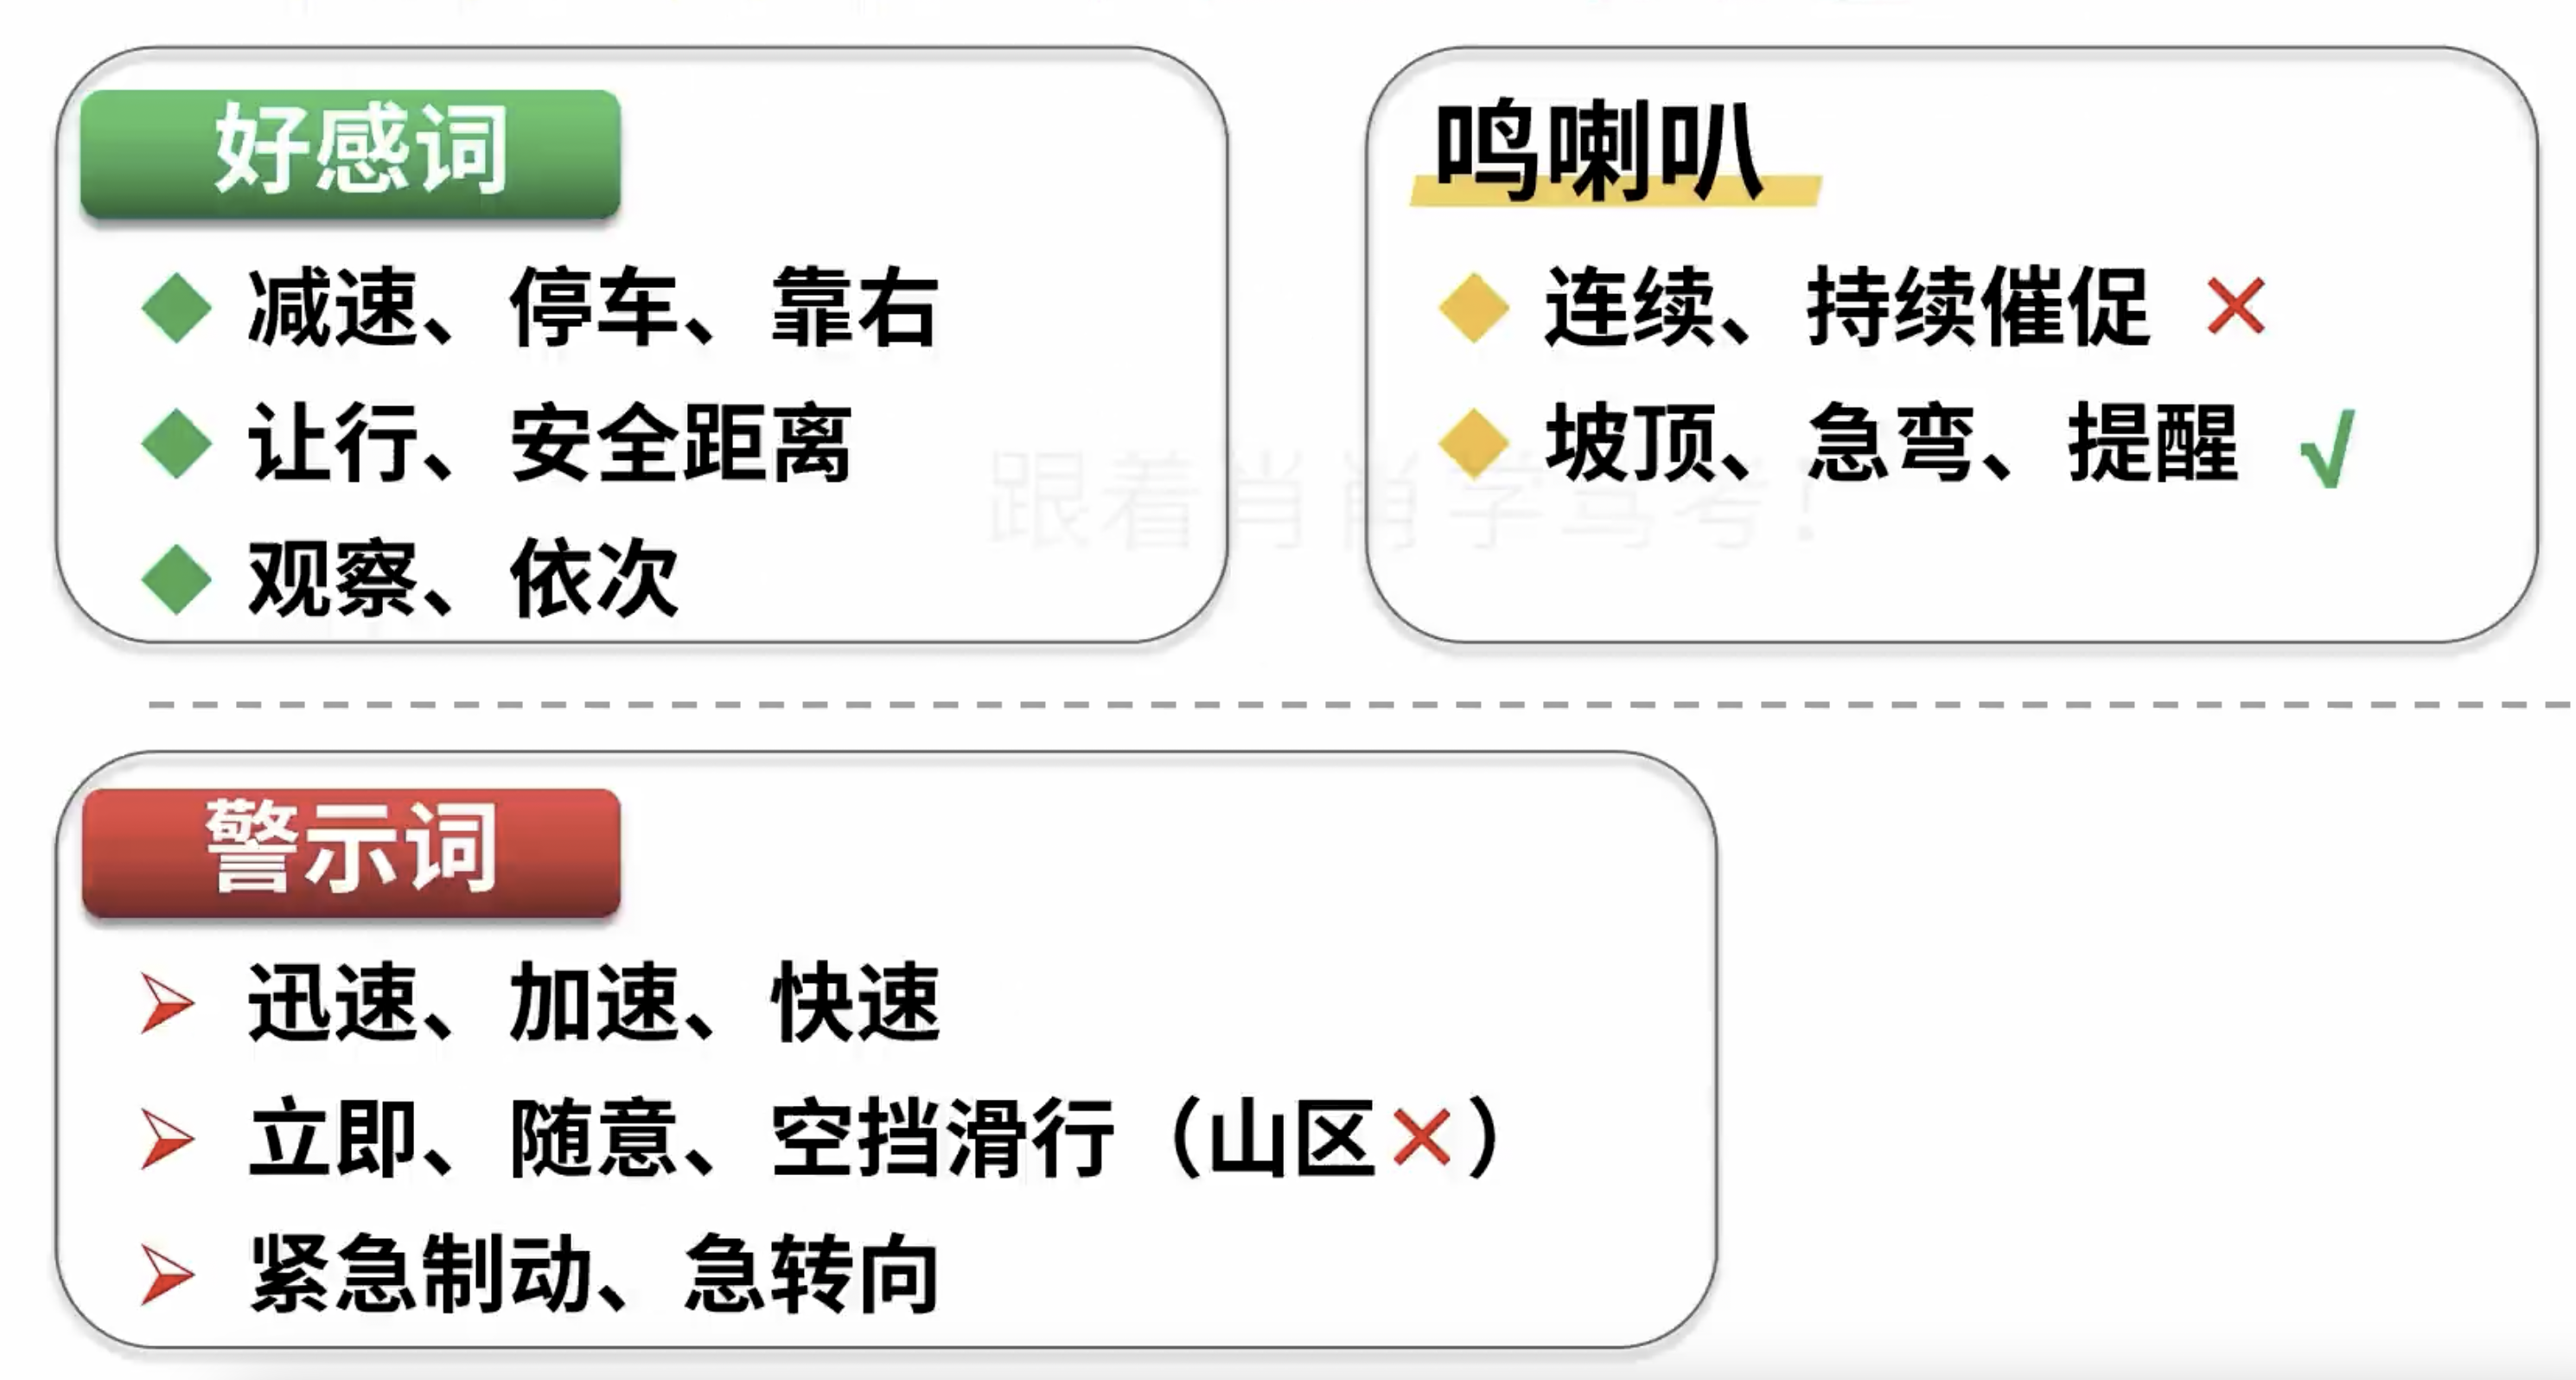 好感词
减速、停车、靠右
让行、安全距离
观察、依次
鸣喇叭
连续、持续催促 ×
坡顶、急弯、提醒 √
跟着肖肖学驾考！
警示词
迅速、加速、快速
立即、随意、空挡滑行（山区×）
紧急制动、急转向